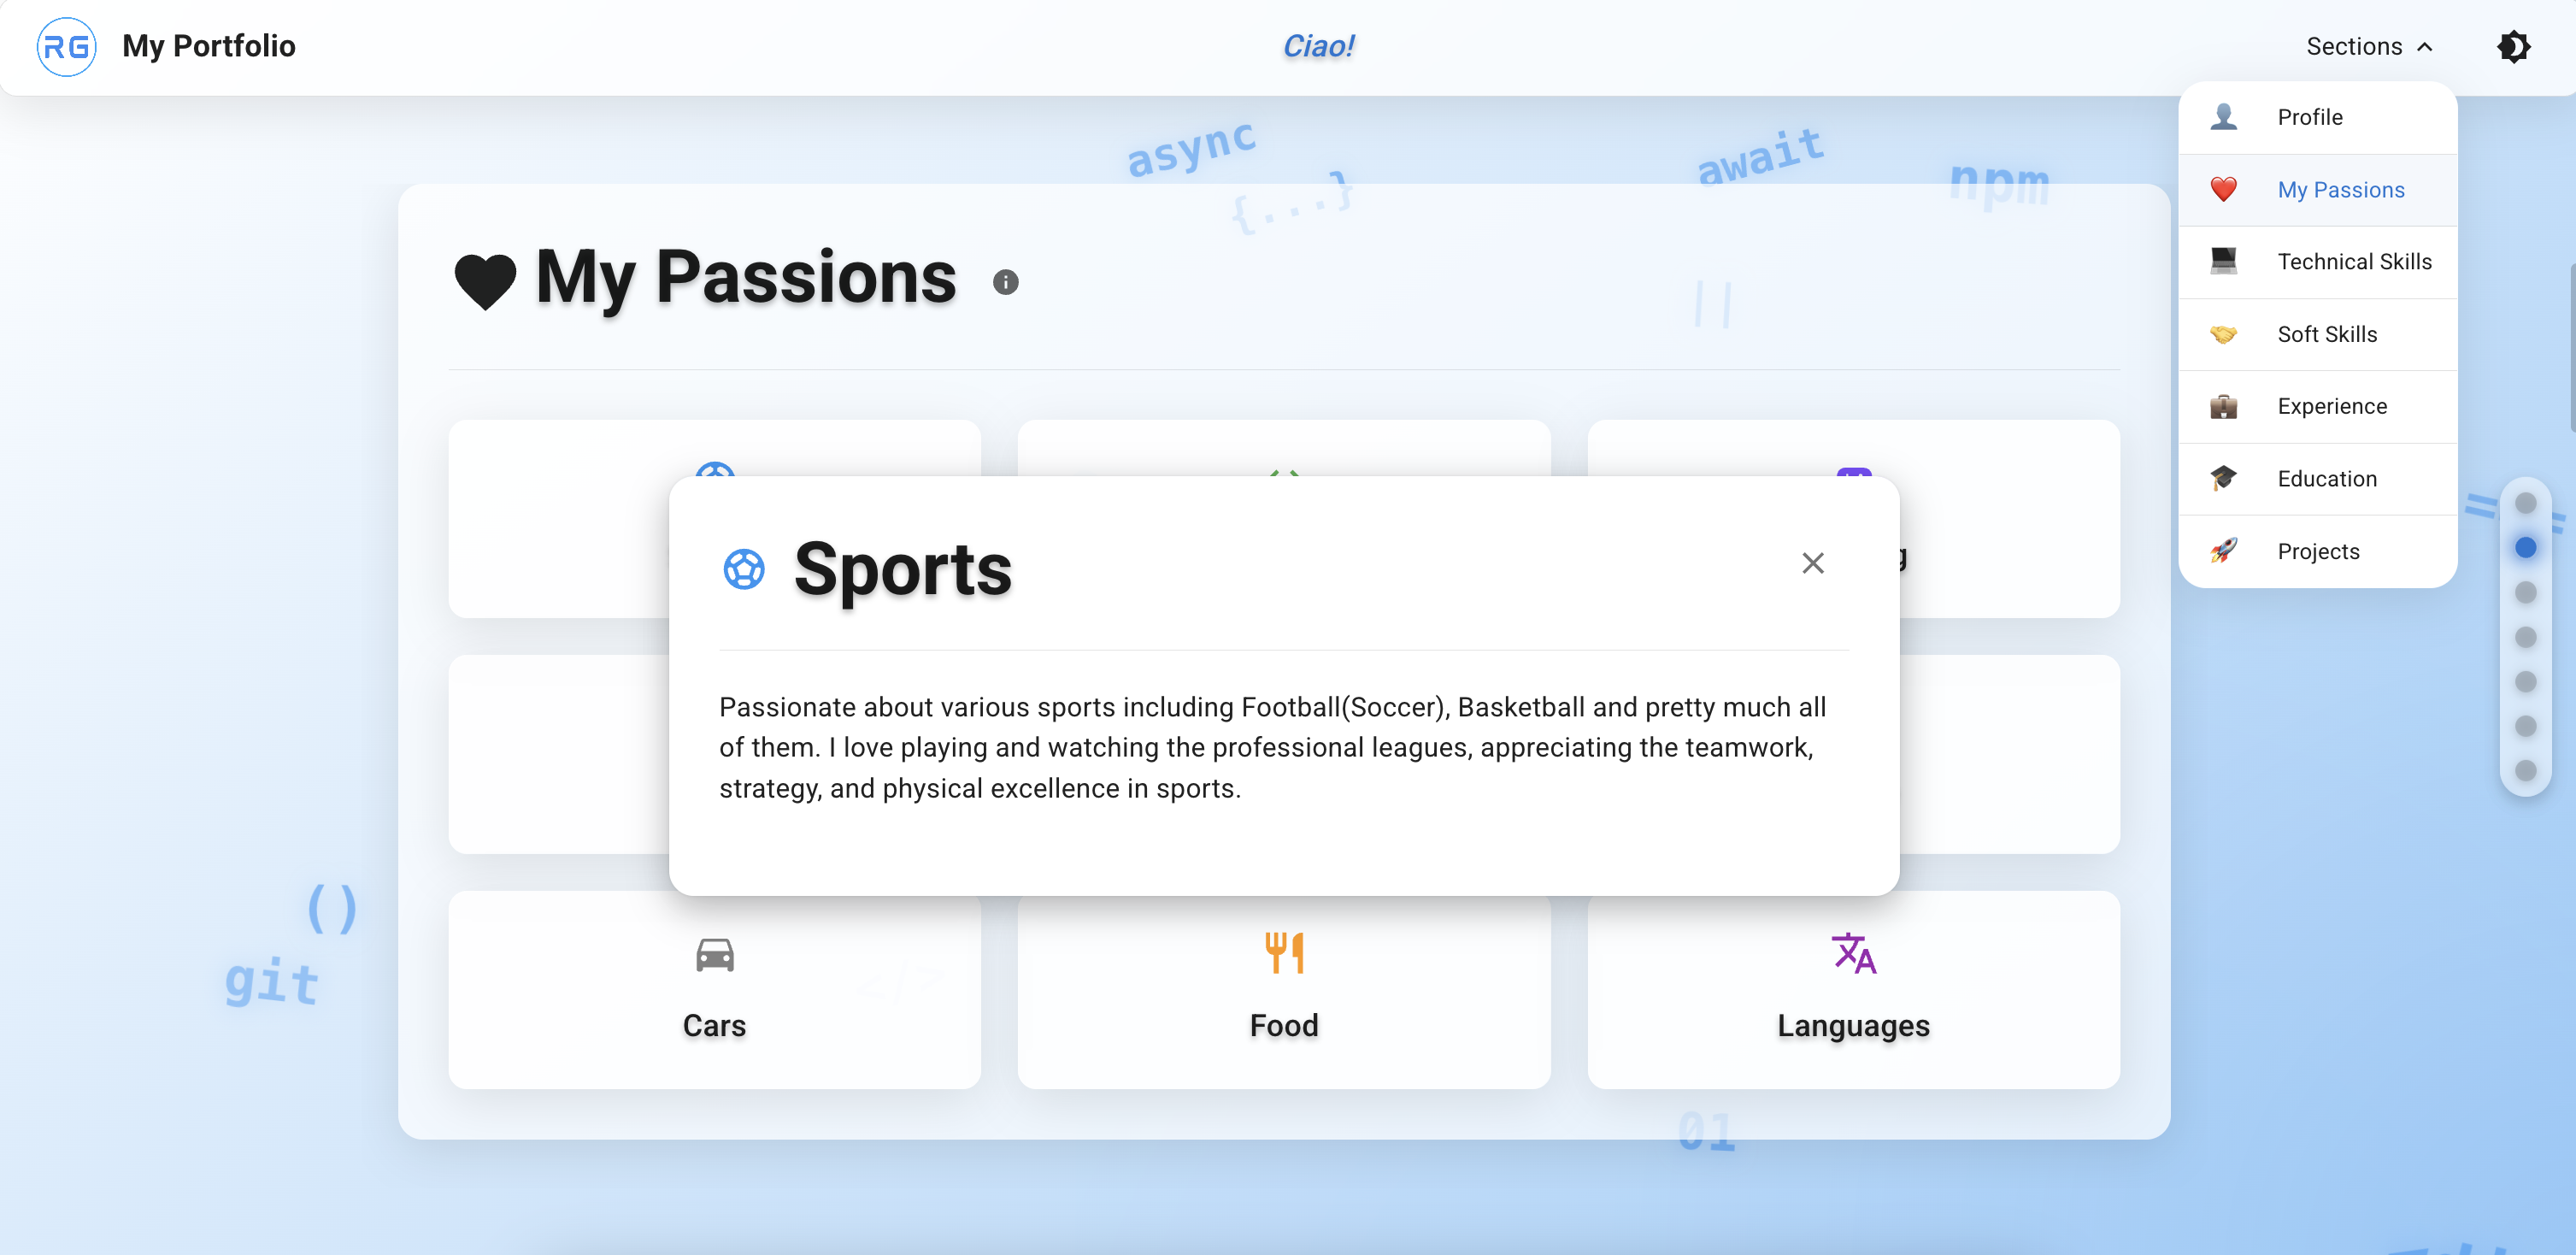 RG My Portfolio
Ciao!
Sections
Profile
My Passions
Technical Skills
Soft Skills
Experience
Education
Projects
async
await
npm
{...}
My Passions
||
Sports
Passionate about various sports including Football(Soccer), Basketball and pretty much all
of them. I love playing and watching the professional leagues, appreciating the teamwork,
strategy, and physical excellence in sports.
()
git
</>
Cars
Food
Languages
01